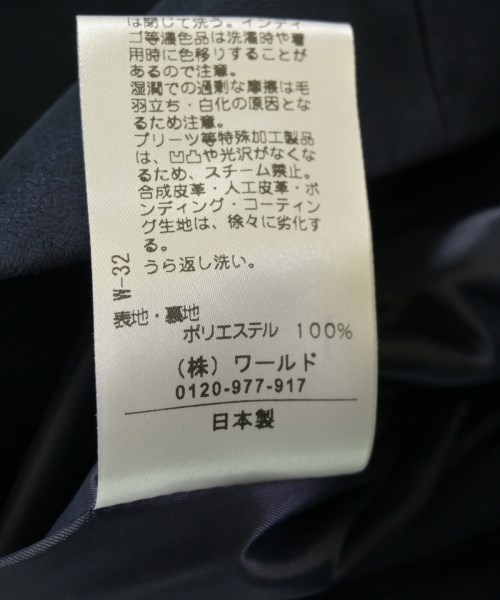 は閉じて洗う。インディ
ゴ等濃色品は洗濯時や着
用時に色移りすることが
あるので注意。
湿潤での過剰な摩擦は毛
羽立ち・白化の原因とな
るため注意。
プリーツ等特殊加工製品
は、凹凸や光沢がなくな
るため、スチーム禁止。
合成皮革・人工皮革・ボ
ンディング・コーティン
グ生地は、徐々に劣化す
る。
うら返し洗い。
W-32
表地・裏地
ポリエステル 100%
(株) ワールド
0120-977-917
日本製